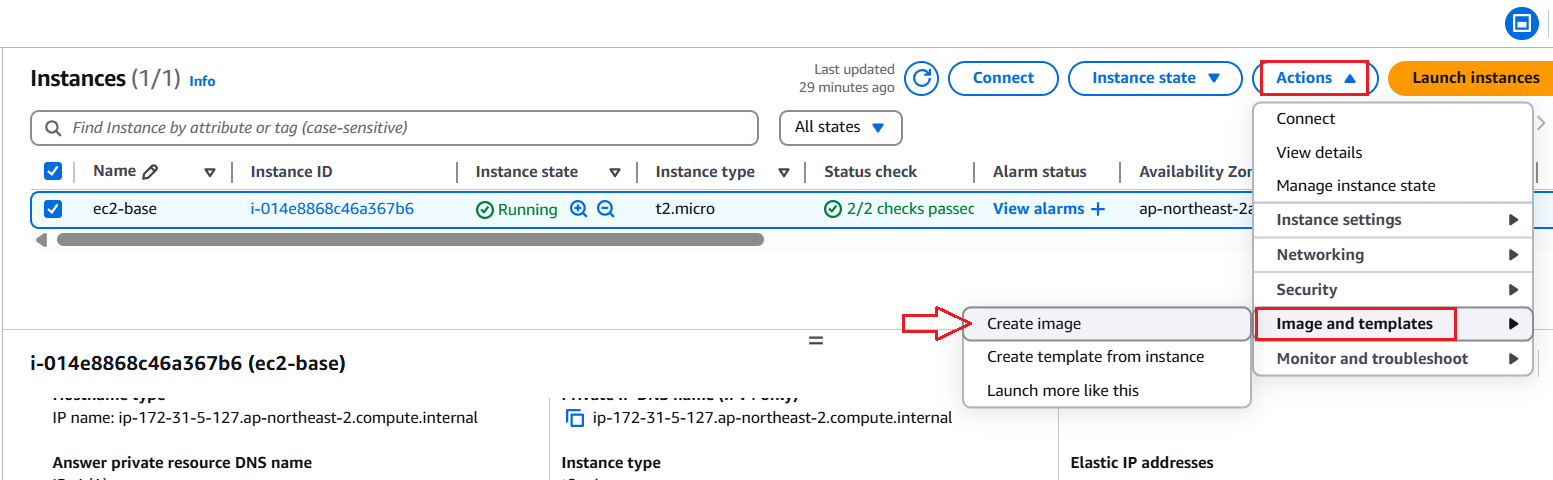 Instances (1/1) Info
Last updated
29 minutes ago
Connect
Instance state
Actions
Launch instances
Find Instance by attribute or tag (case-sensitive)
All states
Name
Instance ID
Instance state
Instance type
Status check
Alarm status
Availability Zon
ec2-base
i-014e8868c46a367b6
Running
t2.micro
2/2 checks passed
View alarms +
ap-northeast-2a
Connect
View details
Manage instance state
Instance settings
Networking
Security
Image and templates
Monitor and troubleshoot
Create image
Create template from instance
Launch more like this
i-014e8868c46a367b6 (ec2-base)
Hostname type
IP name: ip-172-31-5-127.ap-northeast-2.compute.internal
Private IP DNS name (IPv4 only)
ip-172-31-5-127.ap-northeast-2.compute.internal
Answer private resource DNS name
Instance type
Elastic IP addresses